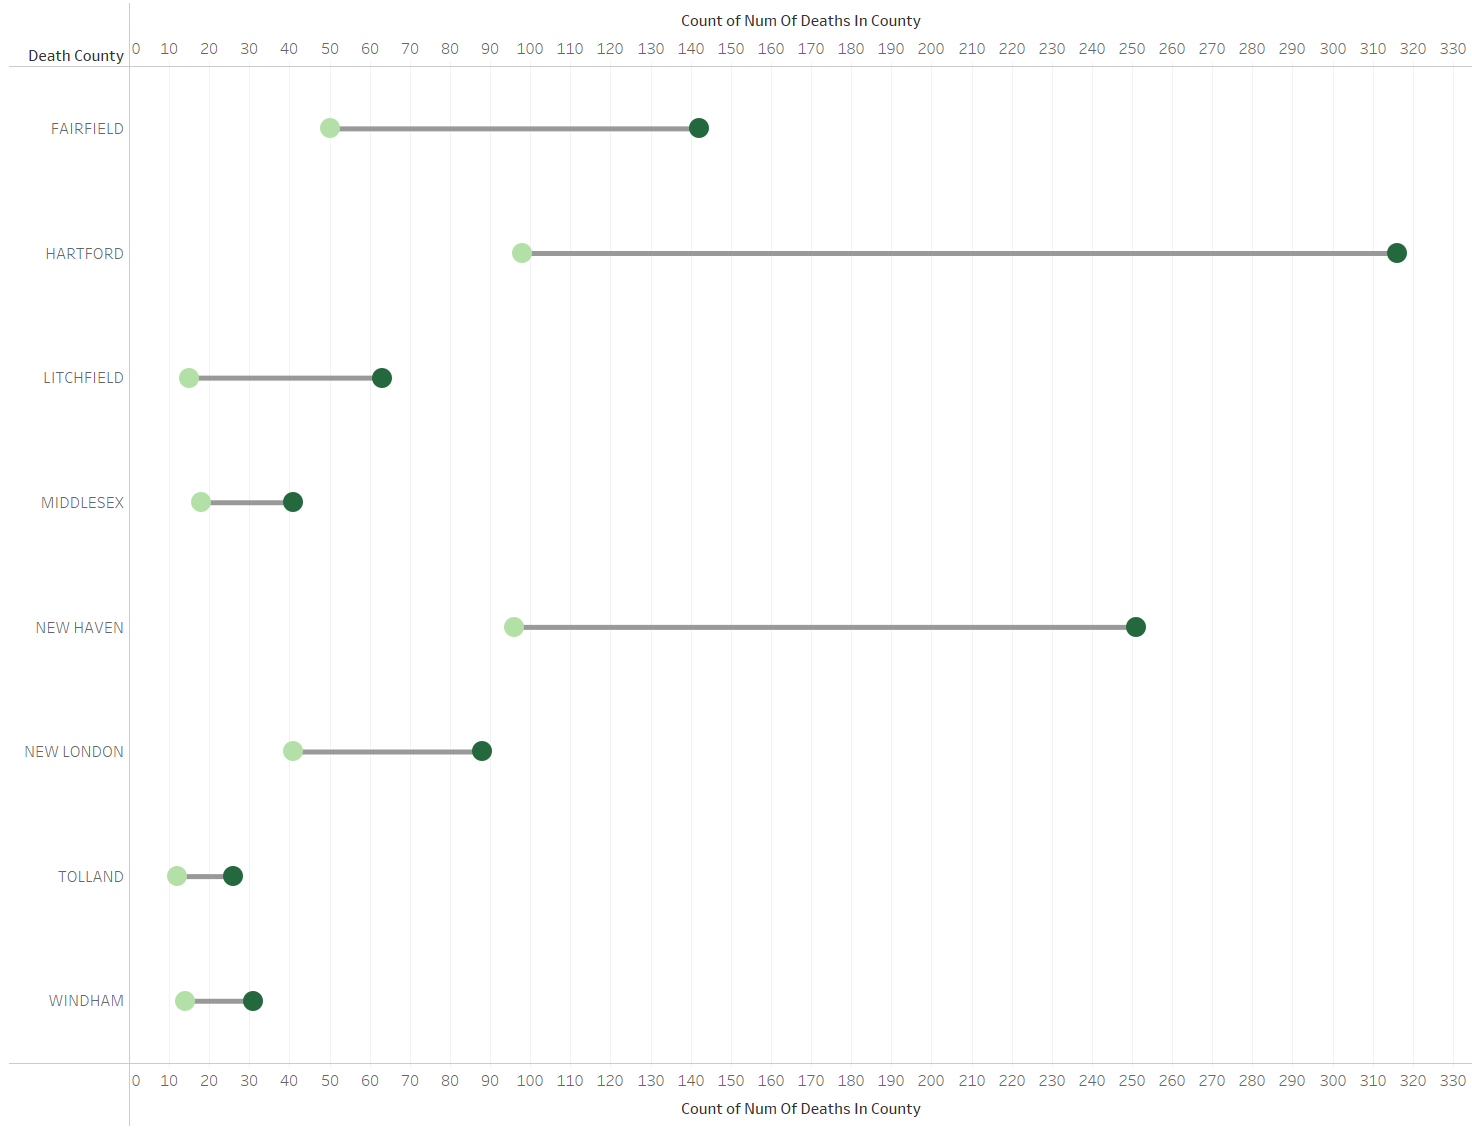 Count of Num Of Deaths In County
Death County 0 10 20 30 40 50 60 70 80 90 100 110 120 130 140 150 160 170 180 190 200 210 220 230 240 250 260 270 280 290 300 310 320 330
FAIRFIELD
HARTFORD
LITCHFIELD
MIDDLESEX
NEW HAVEN
NEW LONDON
TOLLAND
WINDHAM
0 10 20 30 40 50 60 70 80 90 100 110 120 130 140 150 160 170 180 190 200 210 220 230 240 250 260 270 280 290 300 310 320 330
Count of Num Of Deaths In County